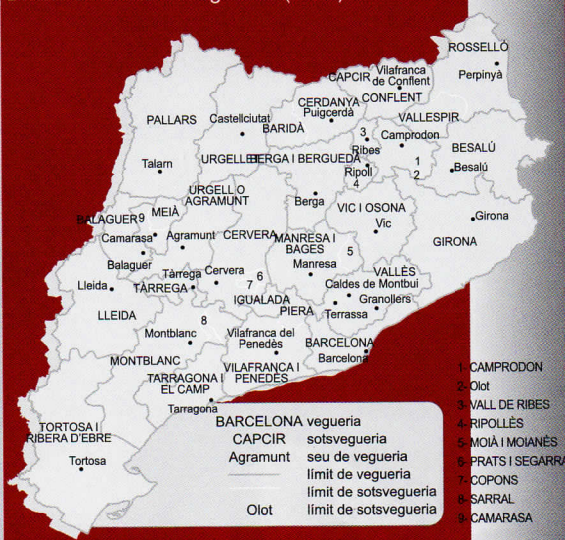 ROSSELLÓ
Perpinyà
CAPCIR
Vilafranca
de Conflent
CONFLENT
CERDANYA
Puigcerdà
VALLESPIR
PALLARS
Castellciutat
BARIDÀ
3
Camprodon
Ribes
BESALÚ
Talarn
URGELLET
BERGA I BERGUEDÀ
Ripoll
4
1
2
Besalú
URGELL O
AGRAMUNT
Berga
VIC I OSONA
Vic
Girona
GIRONA
BALAGUER
9
MEIÀ
Camarasa
Agramunt
CERVERA
MANRESA I
BAGES
5
Balaguer
Manresa
VALLÈS
Tàrrega
Cervera
6
7
Caldes de Montbui
Lleida
TÀRREGA
Granollers
IGUALADA
PIERA
Terrassa
LLEIDA
8
Montblanc
Vilafranca del
Penedès
BARCELONA
Barcelona
MONTBLANC
VILAFRANCA I
PENEDÈS
TARRAGONA I
EL CAMP
Tarragona
TORTOSA I
RIBERA D'EBRE
Tortosa
BARCELONA vegueria
CAPCIR sotsvegueria
Agramunt seu de vegueria
límit de vegueria
límit de sotsvegueria
Olot límit de sotsvegueria
1- CAMPRODON
2- Olot
3- VALL DE RIBES
4- RIPOLLÈS
5- MOIÀ I MOIANÈS
6- PRATS I SEGARRA
7- COPONS
8- SARRAL
9- CAMARASA